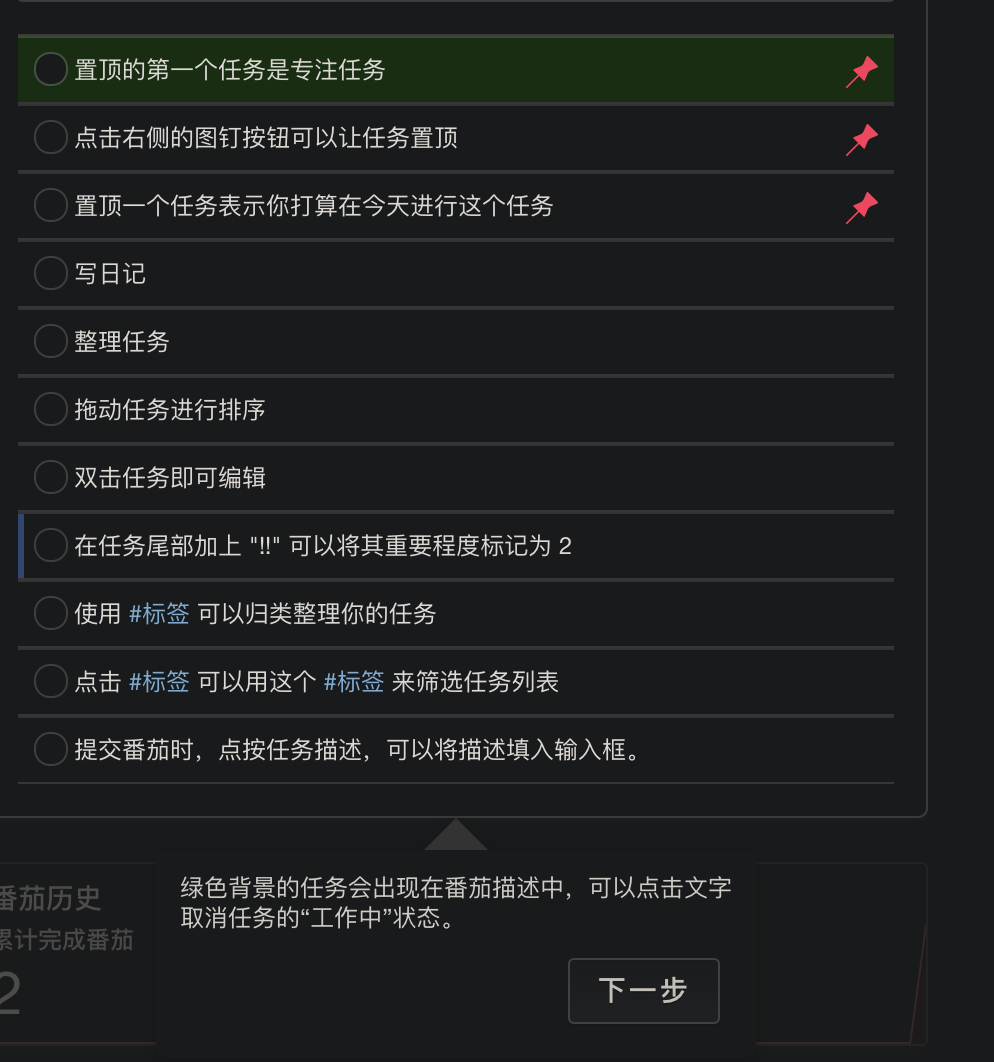 置顶的第一个任务是专注任务
点击右侧的图钉按钮可以让任务置顶
置顶一个任务表示你打算在今天进行这个任务
写日记
整理任务
拖动任务进行排序
双击任务即可编辑
在任务尾部加上 "!!" 可以将其重要程度标记为 2
使用 #标签 可以归类整理你的任务
点击 #标签 可以用这个 #标签 来筛选任务列表
提交番茄时，点按任务描述，可以将描述填入输入框。
绿色背景的任务会出现在番茄描述中，可以点击文字
取消任务的“工作中”状态。
下一步
番茄历史
累计完成番茄
2